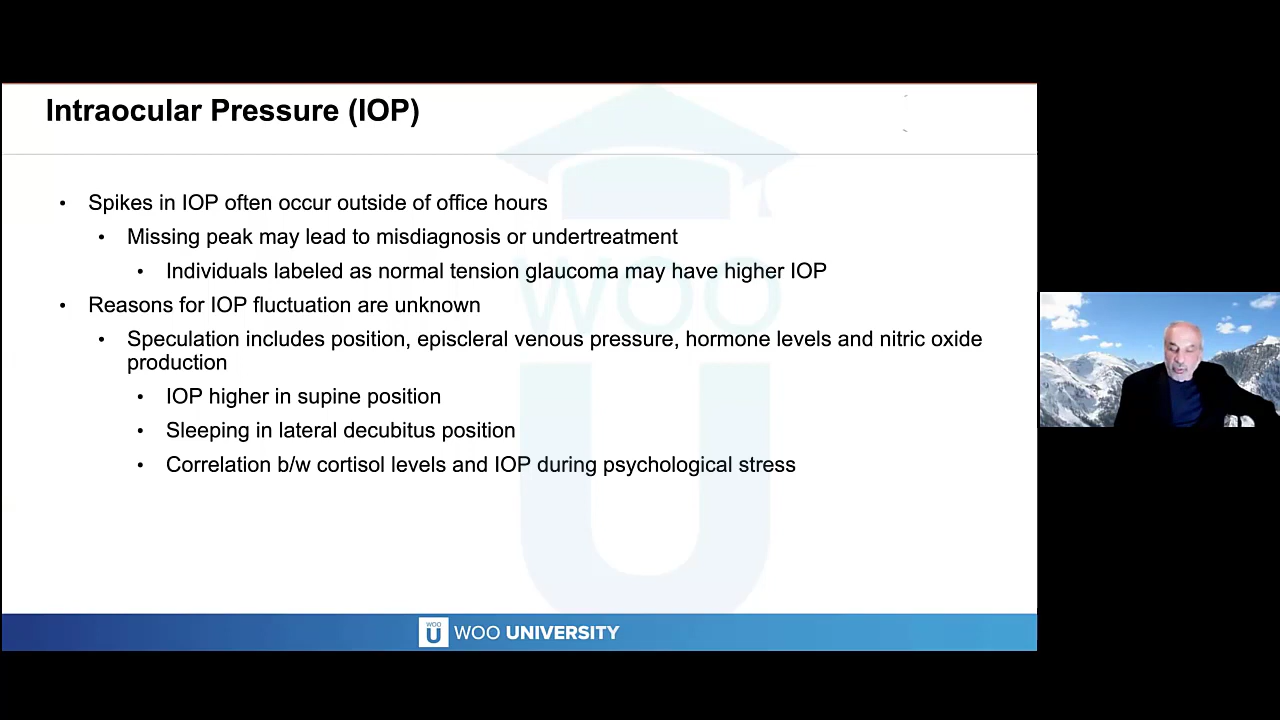 Intraocular Pressure (IOP)
• Spikes in IOP often occur outside of office hours
• Missing peak may lead to misdiagnosis or undertreatment
• Individuals labeled as normal tension glaucoma may have higher IOP
• Reasons for IOP fluctuation are unknown
• Speculation includes position, episcleral venous pressure, hormone levels and nitric oxide
production
• IOP higher in supine position
• Sleeping in lateral decubitus position
• Correlation b/w cortisol levels and IOP during psychological stress
WOO
U
WOO
U
WOO UNIVERSITY